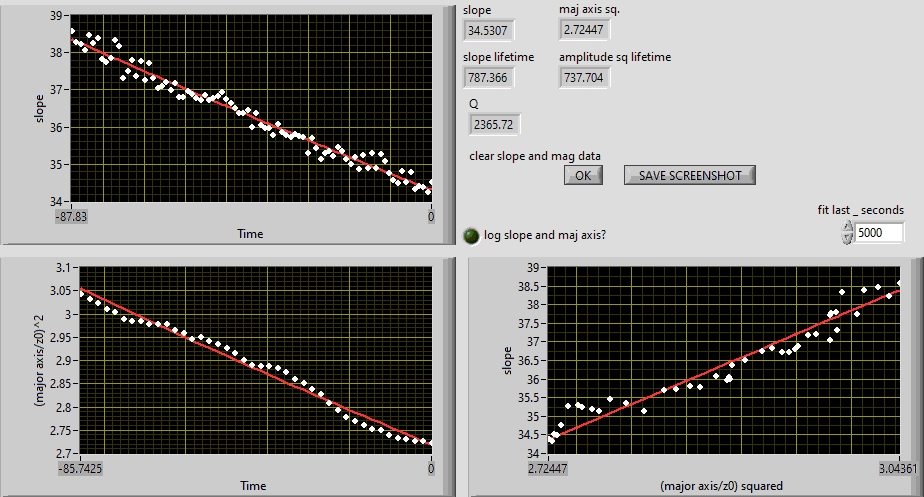 39
38
37
36
35
34
slope
-87.83
0
Time
slope
maj axis sq.
34.5307
2.72447
slope lifetime
amplitude sq lifetime
787.366
737.704
Q
2365.72
clear slope and mag data
OK
SAVE SCREENSHOT
fit last _ seconds
5000
log slope and maj axis?
3.1
3.05
3
2.95
2.9
2.85
2.8
2.75
2.7
(major axis/z0)^2
-85.7425
0
Time
39
38.5
38
37.5
37
36.5
36
35.5
35
34.5
34
slope
2.72447
3.04361
(major axis/z0) squared